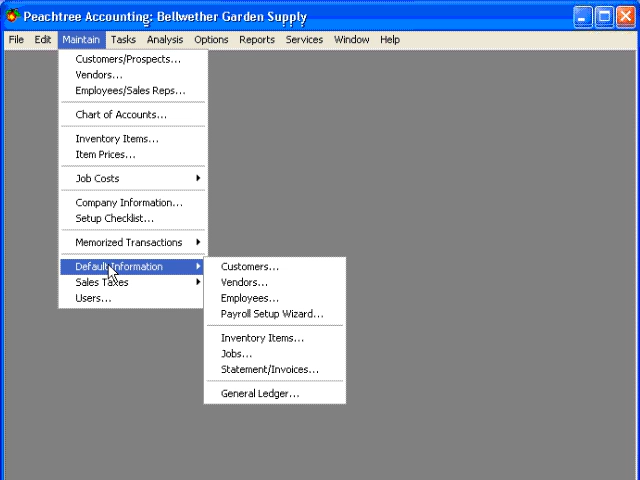 Peachtree Accounting: Bellwether Garden Supply
File Edit Maintain Tasks Analysis Options Reports Services Window Help
Customers/Prospects...
Vendors...
Employees/Sales Reps...
Chart of Accounts...
Inventory Items...
Item Prices...
Job Costs
Company Information...
Setup Checklist...
Memorized Transactions
Default Information
Sales Taxes
Users...
Customers...
Vendors...
Employees...
Payroll Setup Wizard...
Inventory Items...
Jobs...
Statement/Invoices...
General Ledger...